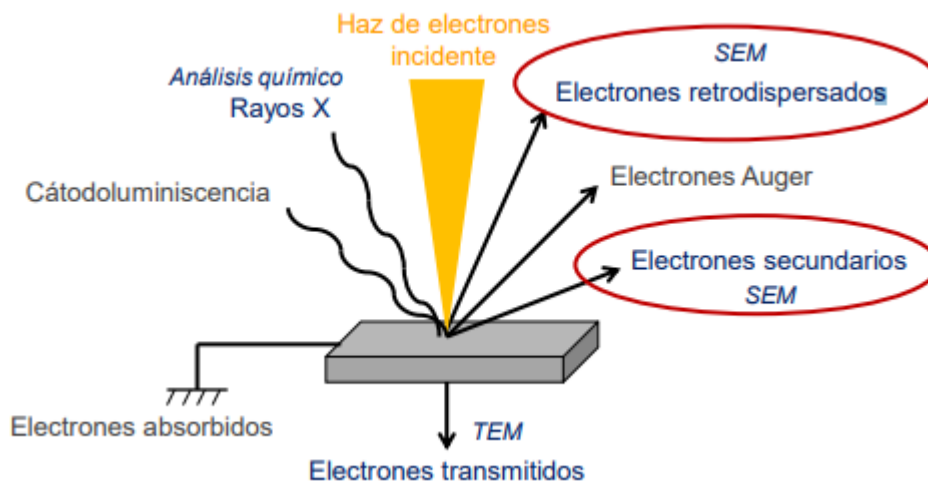 Haz de electrones
incidente
SEM
Electrones retrodispersados
Análisis químico
Rayos X
Cátodoluminiscencia
Electrones Auger
Electrones secundarios
SEM
Electrones absorbidos
TEM
Electrones transmitidos